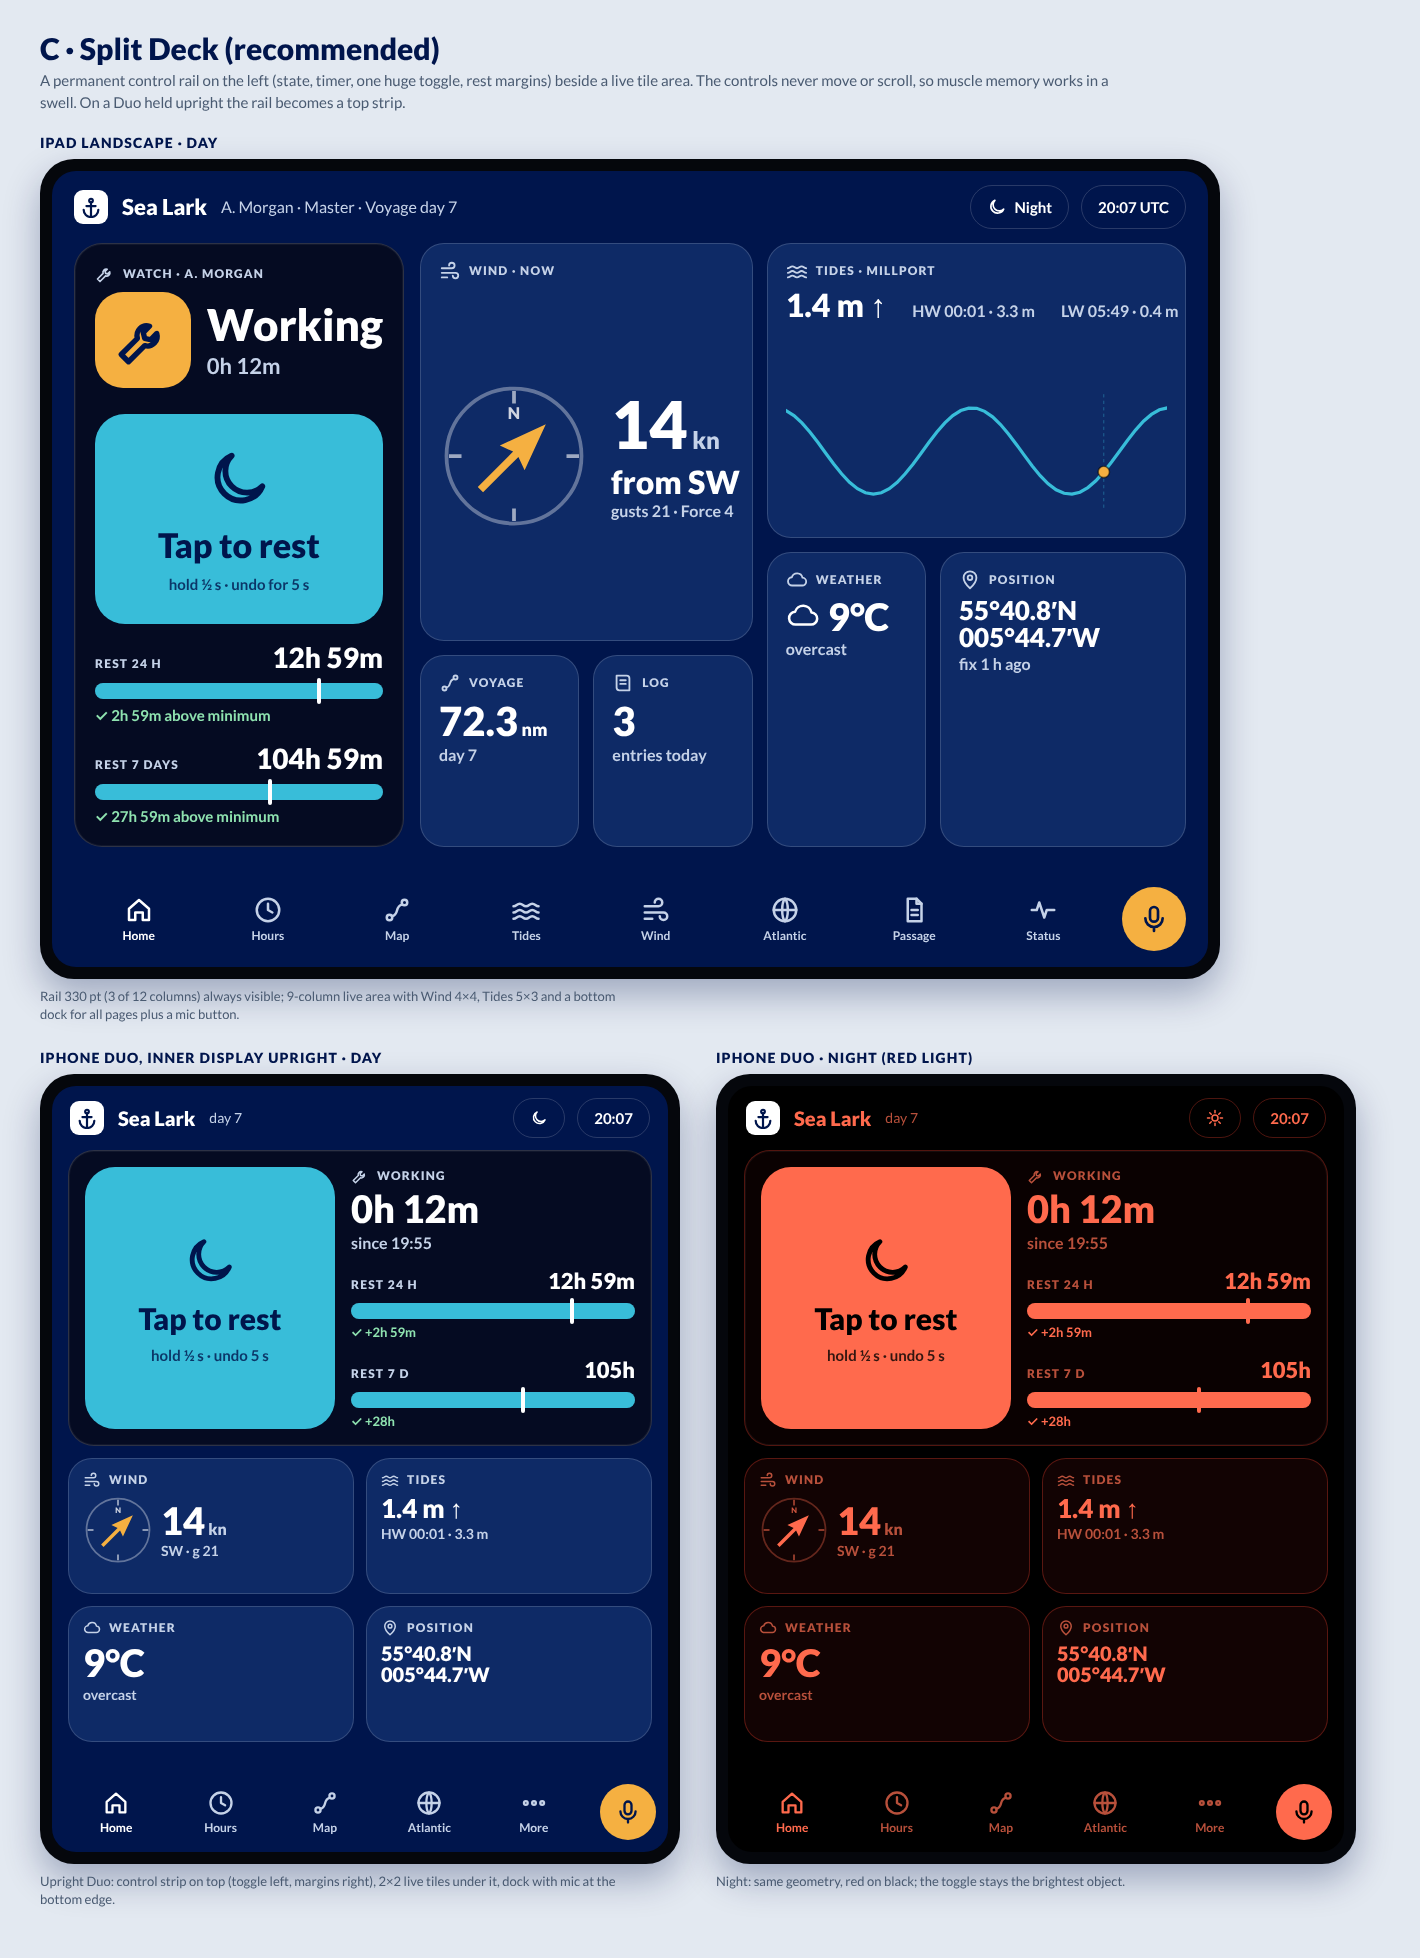 C · Split Deck (recommended)
A permanent control rail on the left (state, timer, one huge toggle, rest margins) beside a live tile area. The controls never move or scroll, so muscle memory works in a
swell. On a Duo held upright the rail becomes a top strip.
IPAD LANDSCAPE · DAY
Sea Lark A. Morgan · Master · Voyage day 7
Night
20:07 UTC
WATCH · A. MORGAN
Working
0h 12m
Tap to rest
hold ½ s · undo for 5 s
REST 24 H 12h 59m
✓ 2h 59m above minimum
REST 7 DAYS 104h 59m
✓ 27h 59m above minimum
WIND · NOW
N
14 kn
from SW
gusts 21 · Force 4
TIDES · MILLPORT
1.4 m ↑ HW 00:01 · 3.3 m LW 05:49 · 0.4 m
VOYAGE
72.3 nm
day 7
LOG
3
entries today
WEATHER
9°C
overcast
POSITION
55°40.8′N
005°44.7′W
fix 1 h ago
Home Hours Map Tides Wind Atlantic Passage Status
Rail 330 pt (3 of 12 columns) always visible; 9-column live area with Wind 4×4, Tides 5×3 and a bottom
dock for all pages plus a mic button.
IPHONE DUO, INNER DISPLAY UPRIGHT · DAY
Sea Lark day 7
20:07
Tap to rest
hold ½ s · undo 5 s
WORKING
0h 12m
since 19:55
REST 24 H 12h 59m
✓ +2h 59m
REST 7 D 105h
✓ +28h
WIND
N
14 kn
SW · g 21
TIDES
1.4 m ↑
HW 00:01 · 3.3 m
WEATHER
9°C
overcast
POSITION
55°40.8′N
005°44.7′W
Home Hours Map Atlantic More
Upright Duo: control strip on top (toggle left, margins right), 2×2 live tiles under it, dock with mic at the
bottom edge.
IPHONE DUO · NIGHT (RED LIGHT)
Sea Lark day 7
20:07
Tap to rest
hold ½ s · undo 5 s
WORKING
0h 12m
since 19:55
REST 24 H 12h 59m
✓ +2h 59m
REST 7 D 105h
✓ +28h
WIND
N
14 kn
SW · g 21
TIDES
1.4 m ↑
HW 00:01 · 3.3 m
WEATHER
9°C
overcast
POSITION
55°40.8′N
005°44.7′W
Home Hours Map Atlantic More
Night: same geometry, red on black; the toggle stays the brightest object.